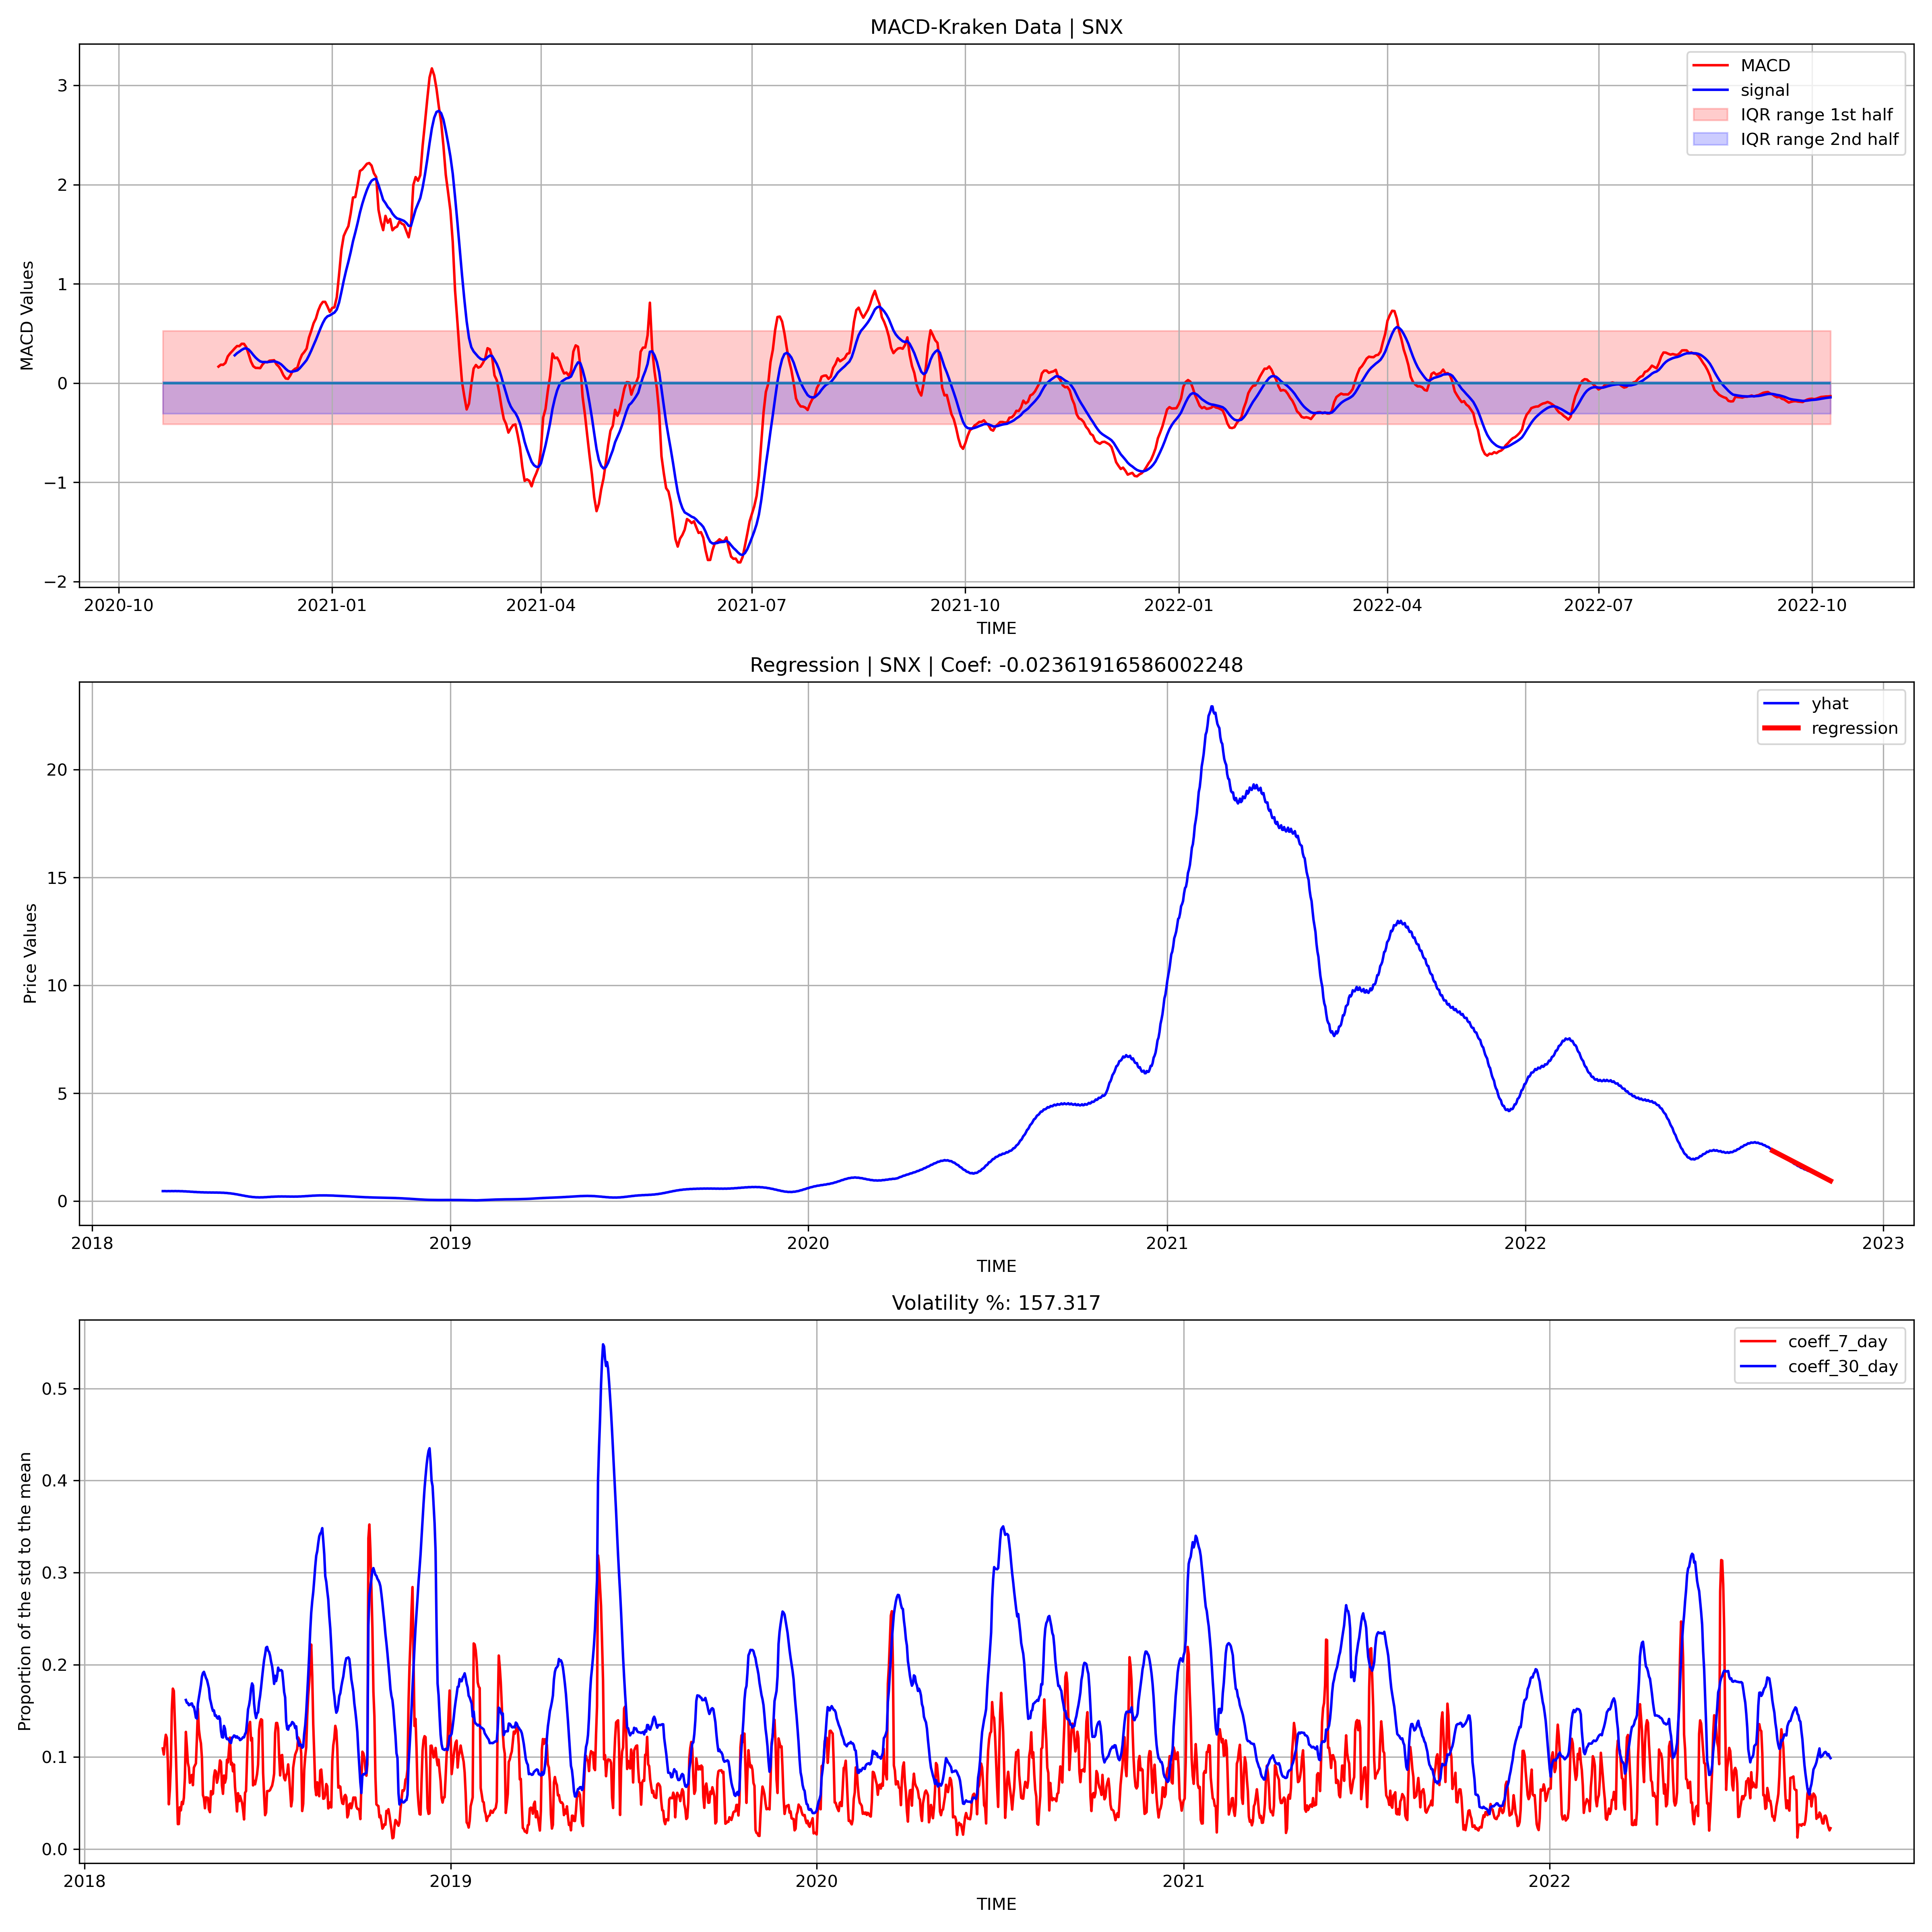 MACD-Kraken Data | SNX
MACD Values
3
2
1
0
−1
−2
MACD
signal
IQR range 1st half
IQR range 2nd half
2020-10
2021-01
2021-04
2021-07
2021-10
2022-01
2022-04
2022-07
2022-10
TIME
Regression | SNX | Coef: -0.02361916586002248
Price Values
20
15
10
5
0
yhat
regression
2018
2019
2020
2021
2022
2023
TIME
Volatility %: 157.317
Proportion of the std to the mean
0.5
0.4
0.3
0.2
0.1
0.0
coeff_7_day
coeff_30_day
2018
2019
2020
2021
2022
TIME